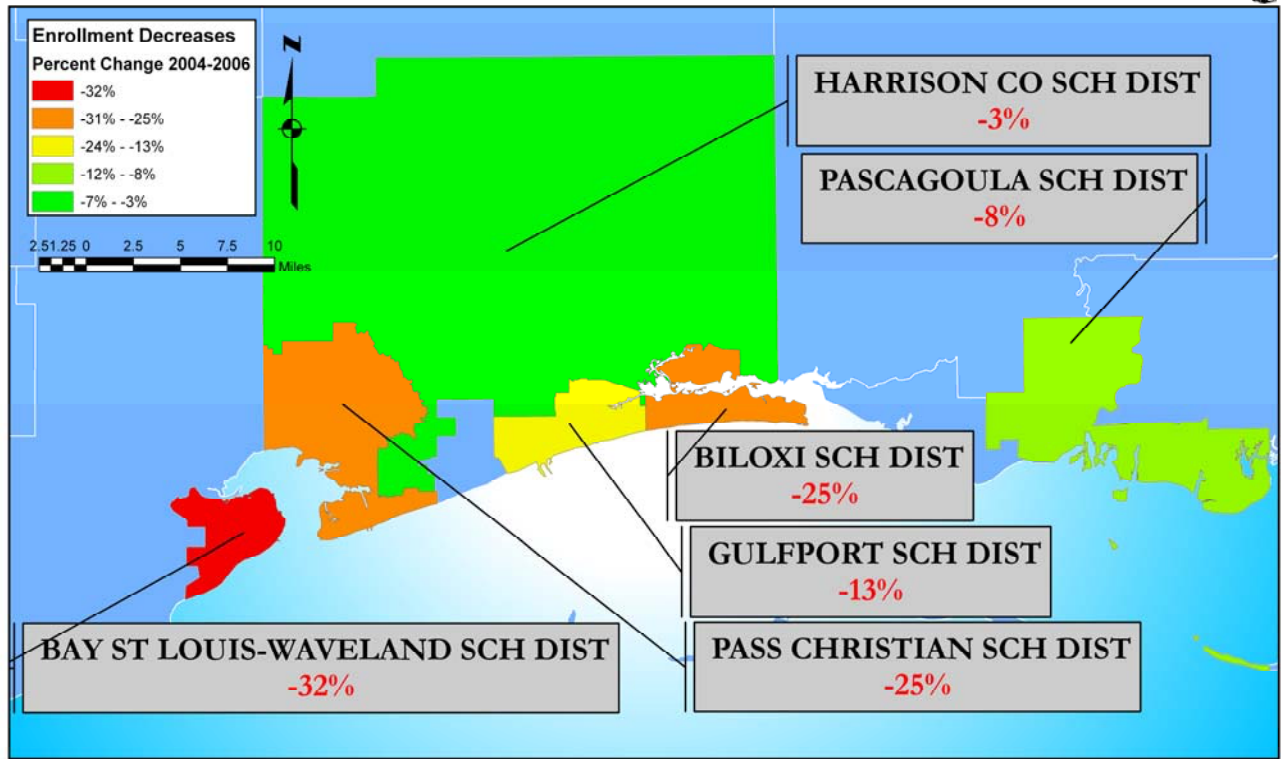 Enrollment Decreases
Percent Change 2004-2006
-32%
-31% - -25%
-24% - -13%
-12% - -8%
-7% - -3%
N
2.51.25 0 2.5 5 7.5 10
Miles
HARRISON CO SCH DIST
-3%
PASCAGOULA SCH DIST
-8%
BILOXI SCH DIST
-25%
GULFPORT SCH DIST
-13%
BAY ST LOUIS-WAVELAND SCH DIST
-32%
PASS CHRISTIAN SCH DIST
-25%